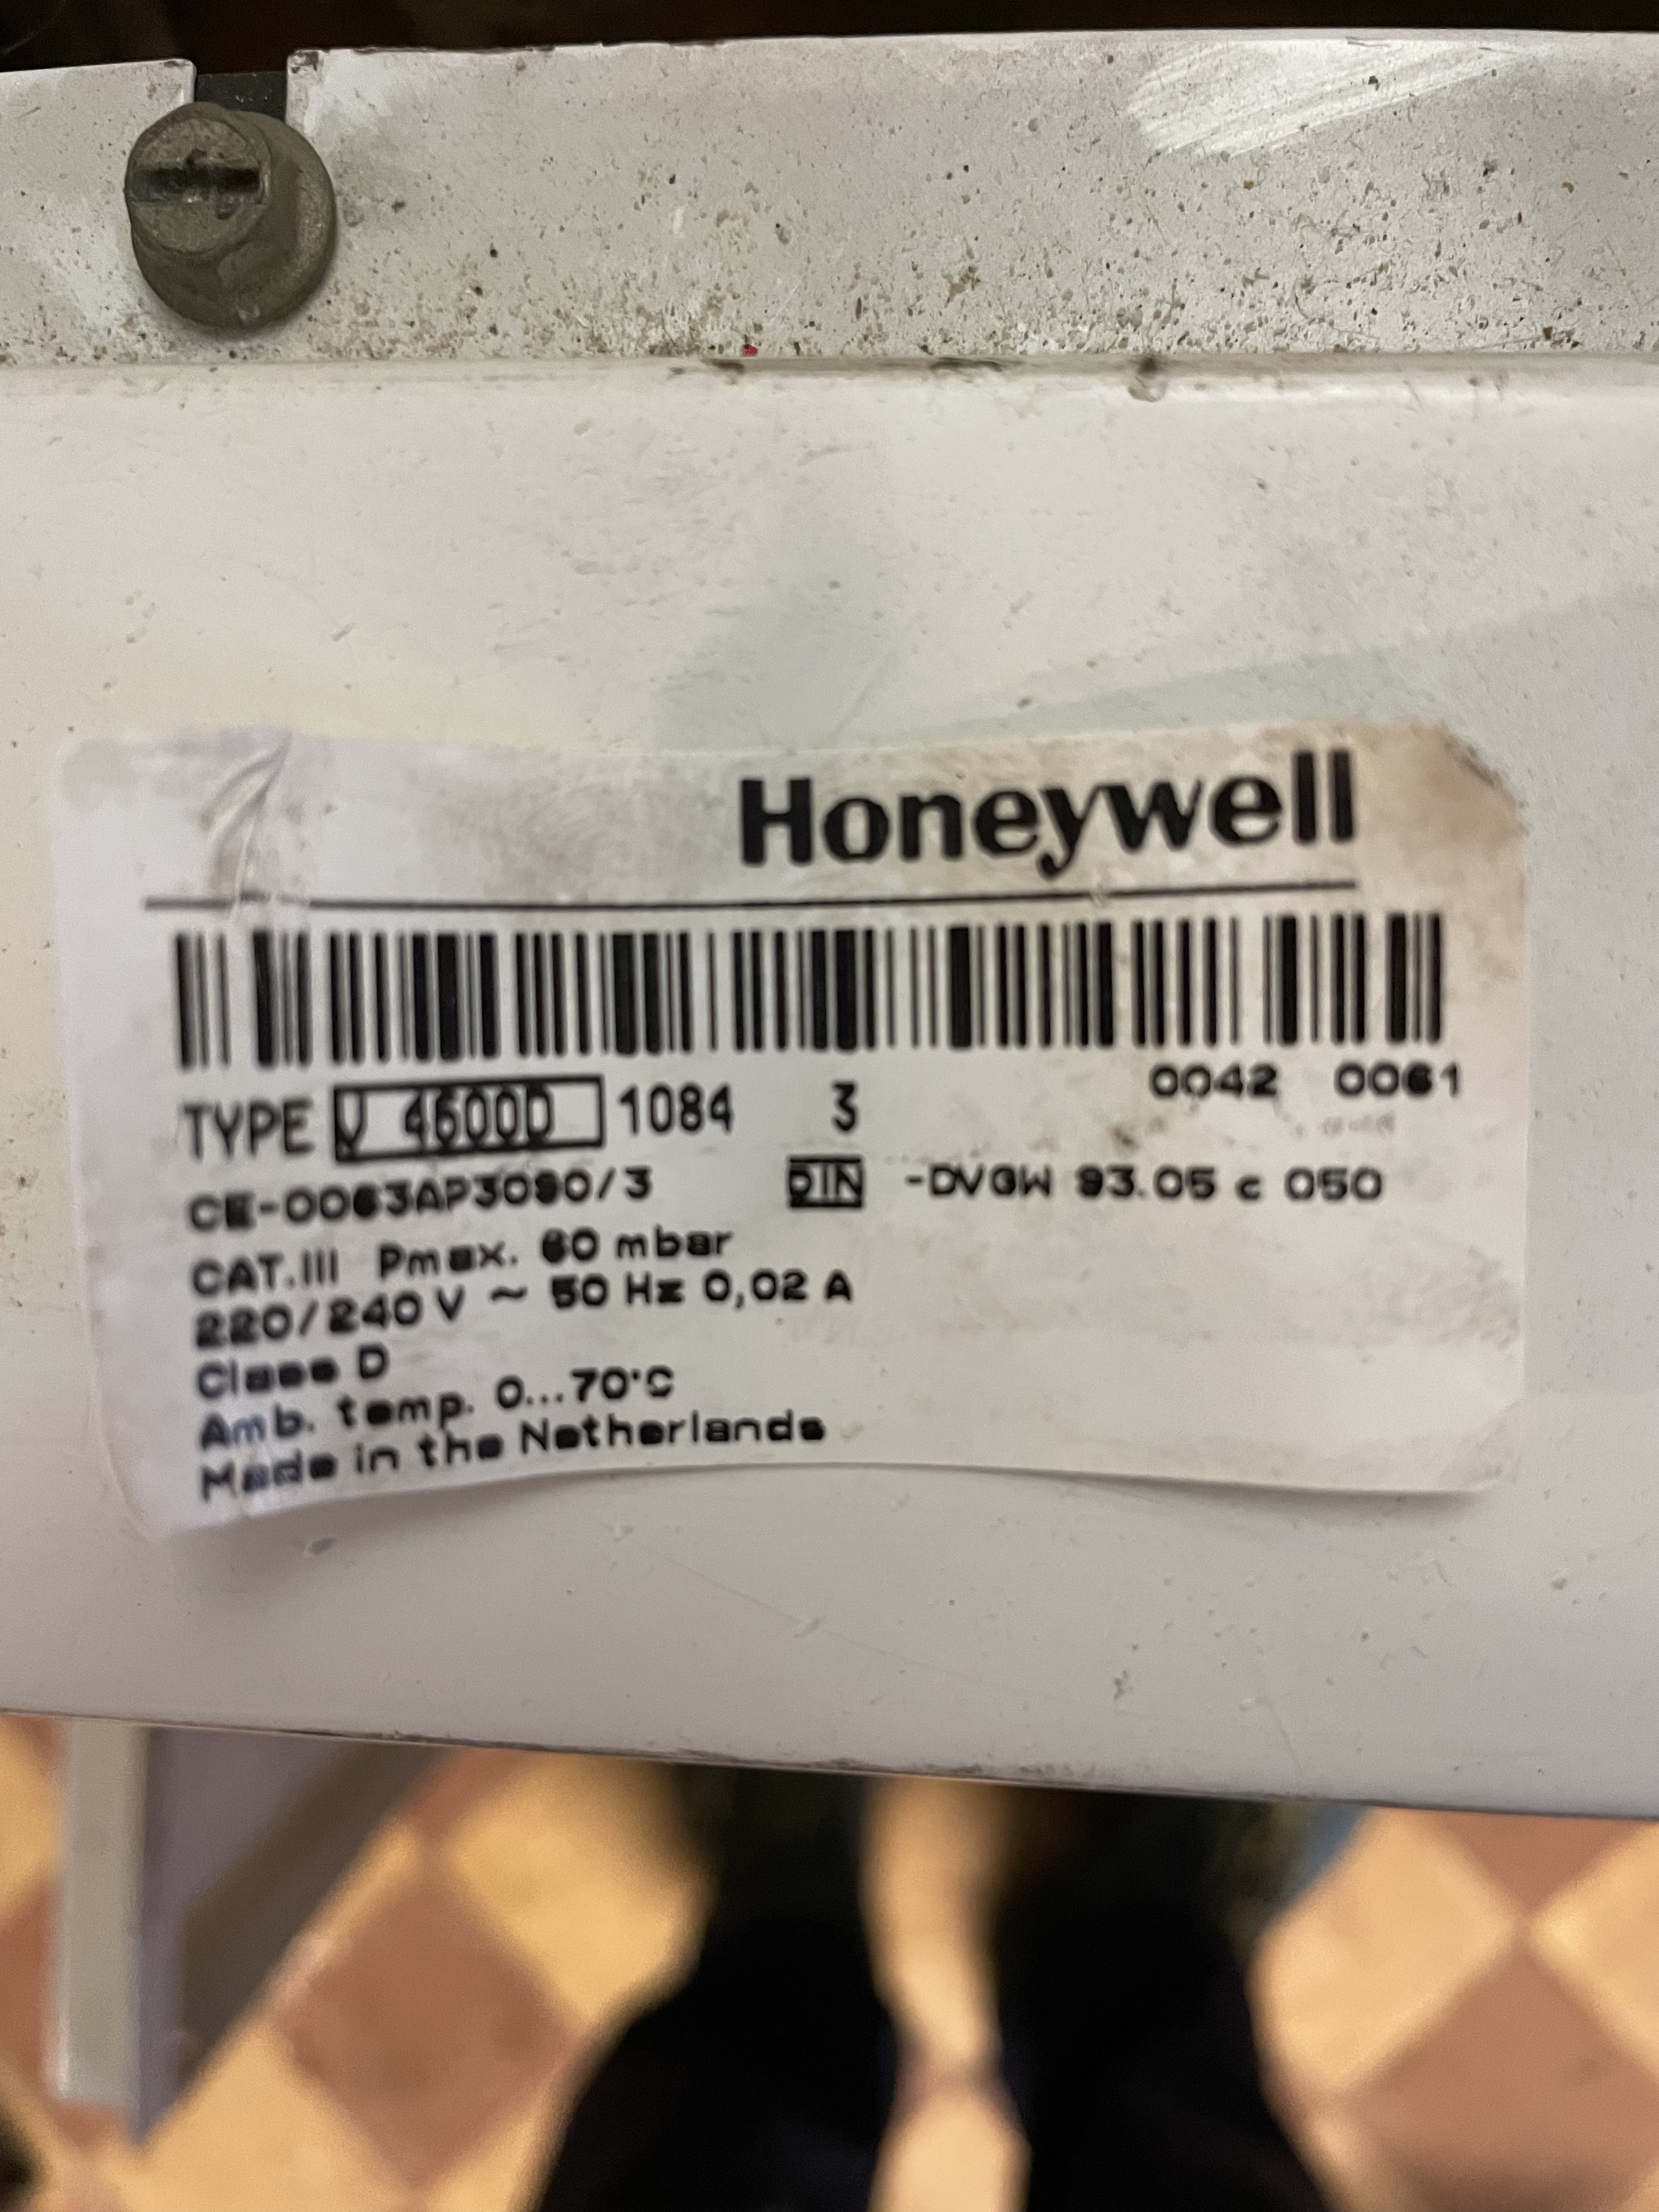 Honeywell
0042 0061
TYPE V 4600D 1084 3
CE-0063AP3090/3 DIN -DVGW 93.05 c 050
CAT.III Pmax. 60 mbar
220/240 V ~ 50 Hz 0,02 A
Class D
Amb. temp. 0...70°C
Made in the Netherlands